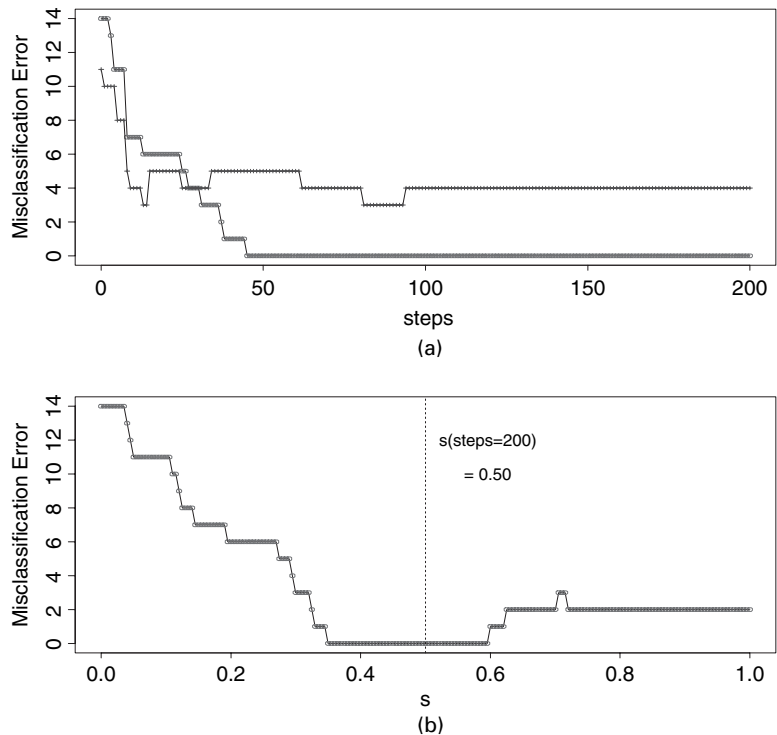 Misclassification Error
14
12
10
8
6
4
2
0
0 50 100 150 200
steps
(a)
Misclassification Error
14
12
10
8
6
4
2
0
s(steps=200)
= 0.50
0.0 0.2 0.4 0.6 0.8 1.0
s
(b)